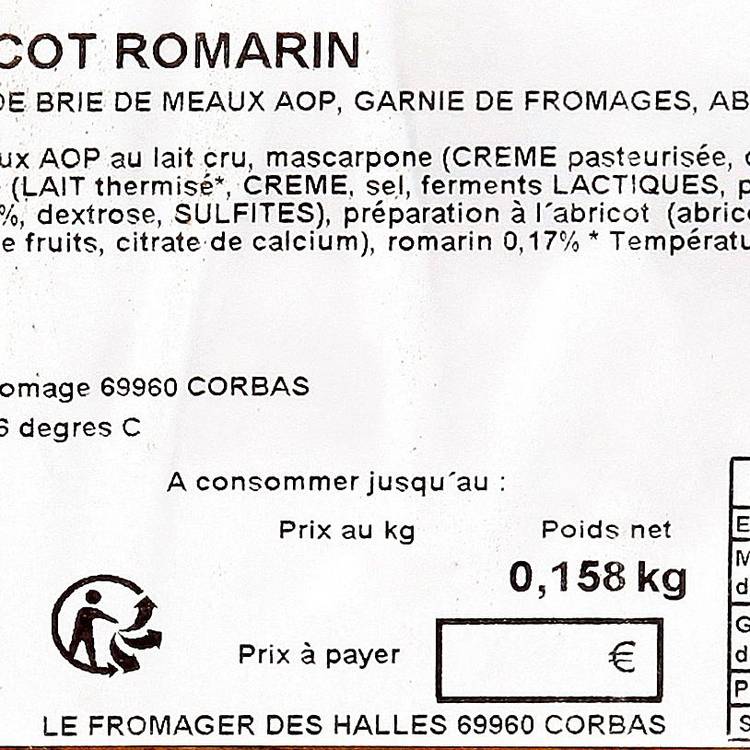 COT ROMARIN
DE BRIE DE MEAUX AOP, GARNIE DE FROMAGES, AB
ux AOP au lait cru, mascarpone (CREME pasteurisée,
(LAIT thermisé*, CREME, sel, ferments LACTIQUES, p
%, dextrose, SULFITES), préparation à l´abricot (abric
e fruits, citrate de calcium), romarin 0,17% * Températu
omage 69960 CORBAS
6 degres C
A consommer jusqu´au :
Prix au kg Poids net
0,158 kg
Prix à payer €
LE FROMAGER DES HALLES 69960 CORBAS
E
M
d
G
d
P
S